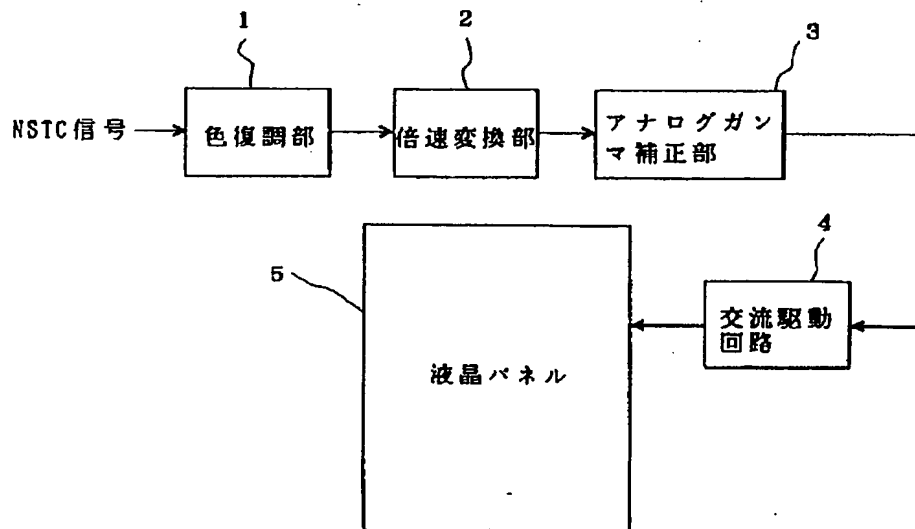 1
2
3
NSTC信号
色復調部
倍速変換部
アナログガン
マ補正部
4
5
交流駆動
回路
液晶パネル